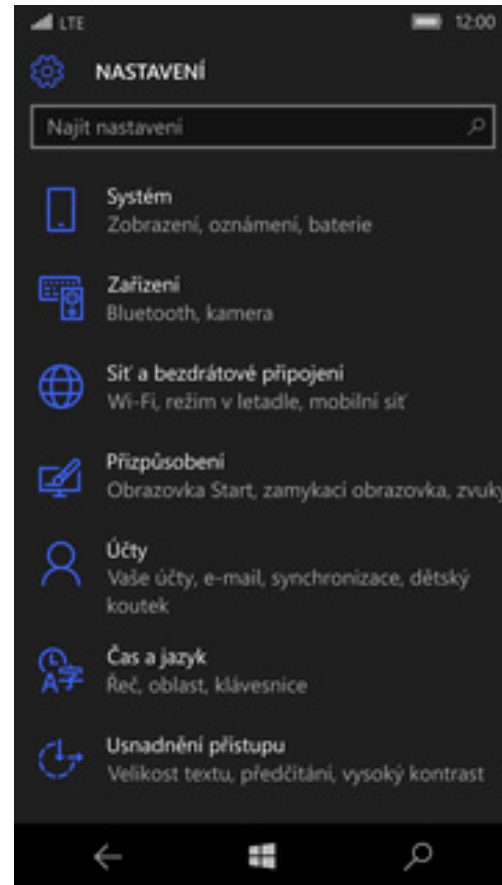 LTE 12:00
NASTAVENÍ
Najít nastavení
Systém
Zobrazení, oznámení, baterie
Zařízení
Bluetooth, kamera
Síť a bezdrátové připojení
Wi-Fi, režim v letadle, mobilní síť
Přizpůsobení
Obrazovka Start, zamykací obrazovka, zvuky
Účty
Vaše účty, e-mail, synchronizace, dětský
koutek
Čas a jazyk
Řeč, oblast, klávesnice
Usnadnění přístupu
Velikost textu, předčítání, vysoký kontrast